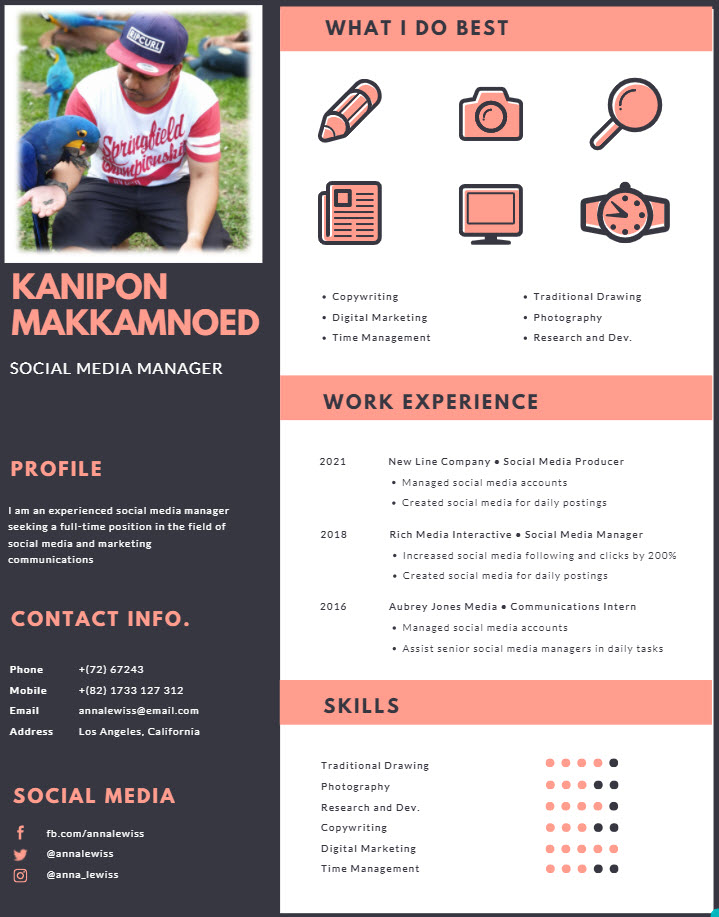 RIPCURL
Springfield
Championship
KANIPON
MAKKAMNOED
SOCIAL MEDIA MANAGER
PROFILE
I am an experienced social media manager
seeking a full-time position in the field of
social media and marketing
communications
CONTACT INFO.
Phone +(72) 67243
Mobile +(82) 1733 127 312
Email annalewiss@email.com
Address Los Angeles, California
SOCIAL MEDIA
fb.com/annalewiss
@annalewiss
@anna_lewiss
WHAT I DO BEST
• Copywriting
• Digital Marketing
• Time Management
• Traditional Drawing
• Photography
• Research and Dev.
WORK EXPERIENCE
2021 New Line Company • Social Media Producer
• Managed social media accounts
• Created social media for daily postings
2018 Rich Media Interactive • Social Media Manager
• Increased social media following and clicks by 200%
• Created social media for daily postings
2016 Aubrey Jones Media • Communications Intern
• Managed social media accounts
• Assist senior social media managers in daily tasks
SKILLS
Traditional Drawing
Photography
Research and Dev.
Copywriting
Digital Marketing
Time Management